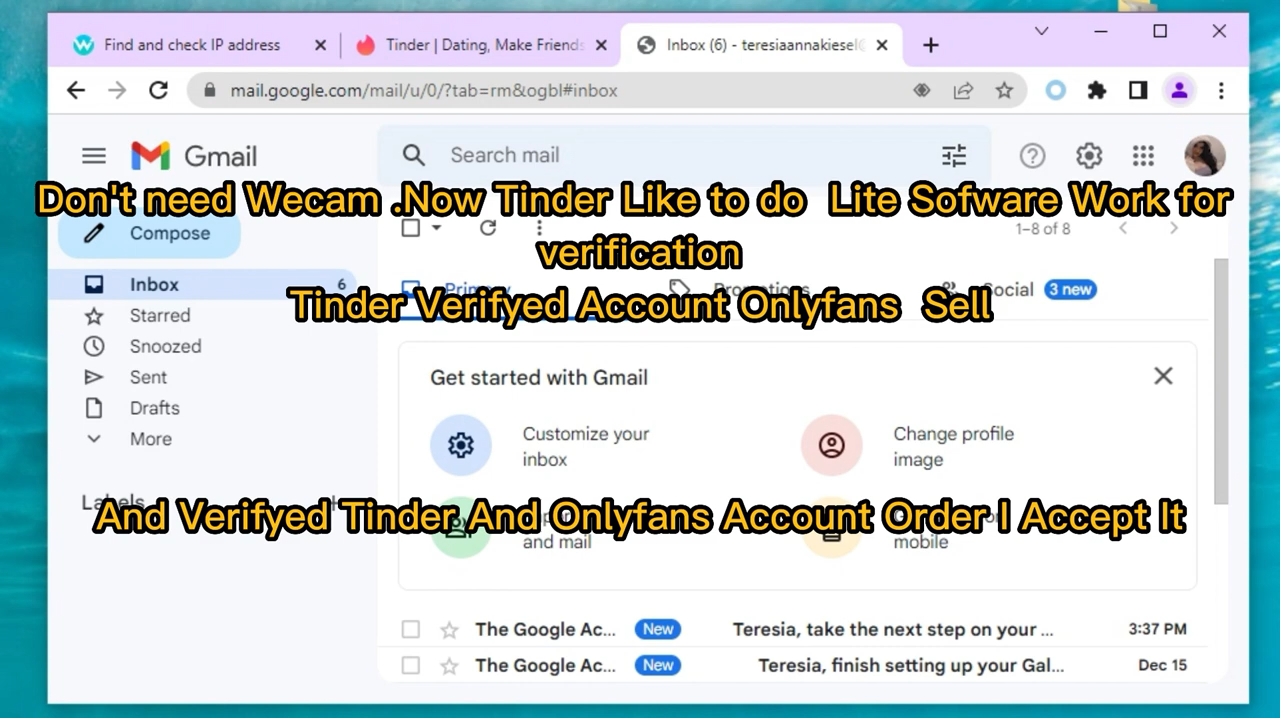 Find and check IP address
Tinder | Dating, Make Friends
Inbox (6) - teresiaannakiesel@
mail.google.com/mail/u/0/?tab=rm&ogbl#inbox
Gmail
Search mail
Don't need Wecam .Now Tinder Like to do Lite Sofware Work for
verification
Tinder Verifyed Account Onlyfans Sell
Compose
1–8 of 8
Inbox 6
Starred
Snoozed
Sent
Drafts
More
Labels
Primary
Promotions
Social 3 new
Get started with Gmail
Customize your
inbox
Change profile
image
And Verifyed Tinder And Onlyfans Account Order I Accept It
and mail
mobile
The Google Ac... New Teresia, take the next step on your ... 3:37 PM
The Google Ac... New Teresia, finish setting up your Gal... Dec 15